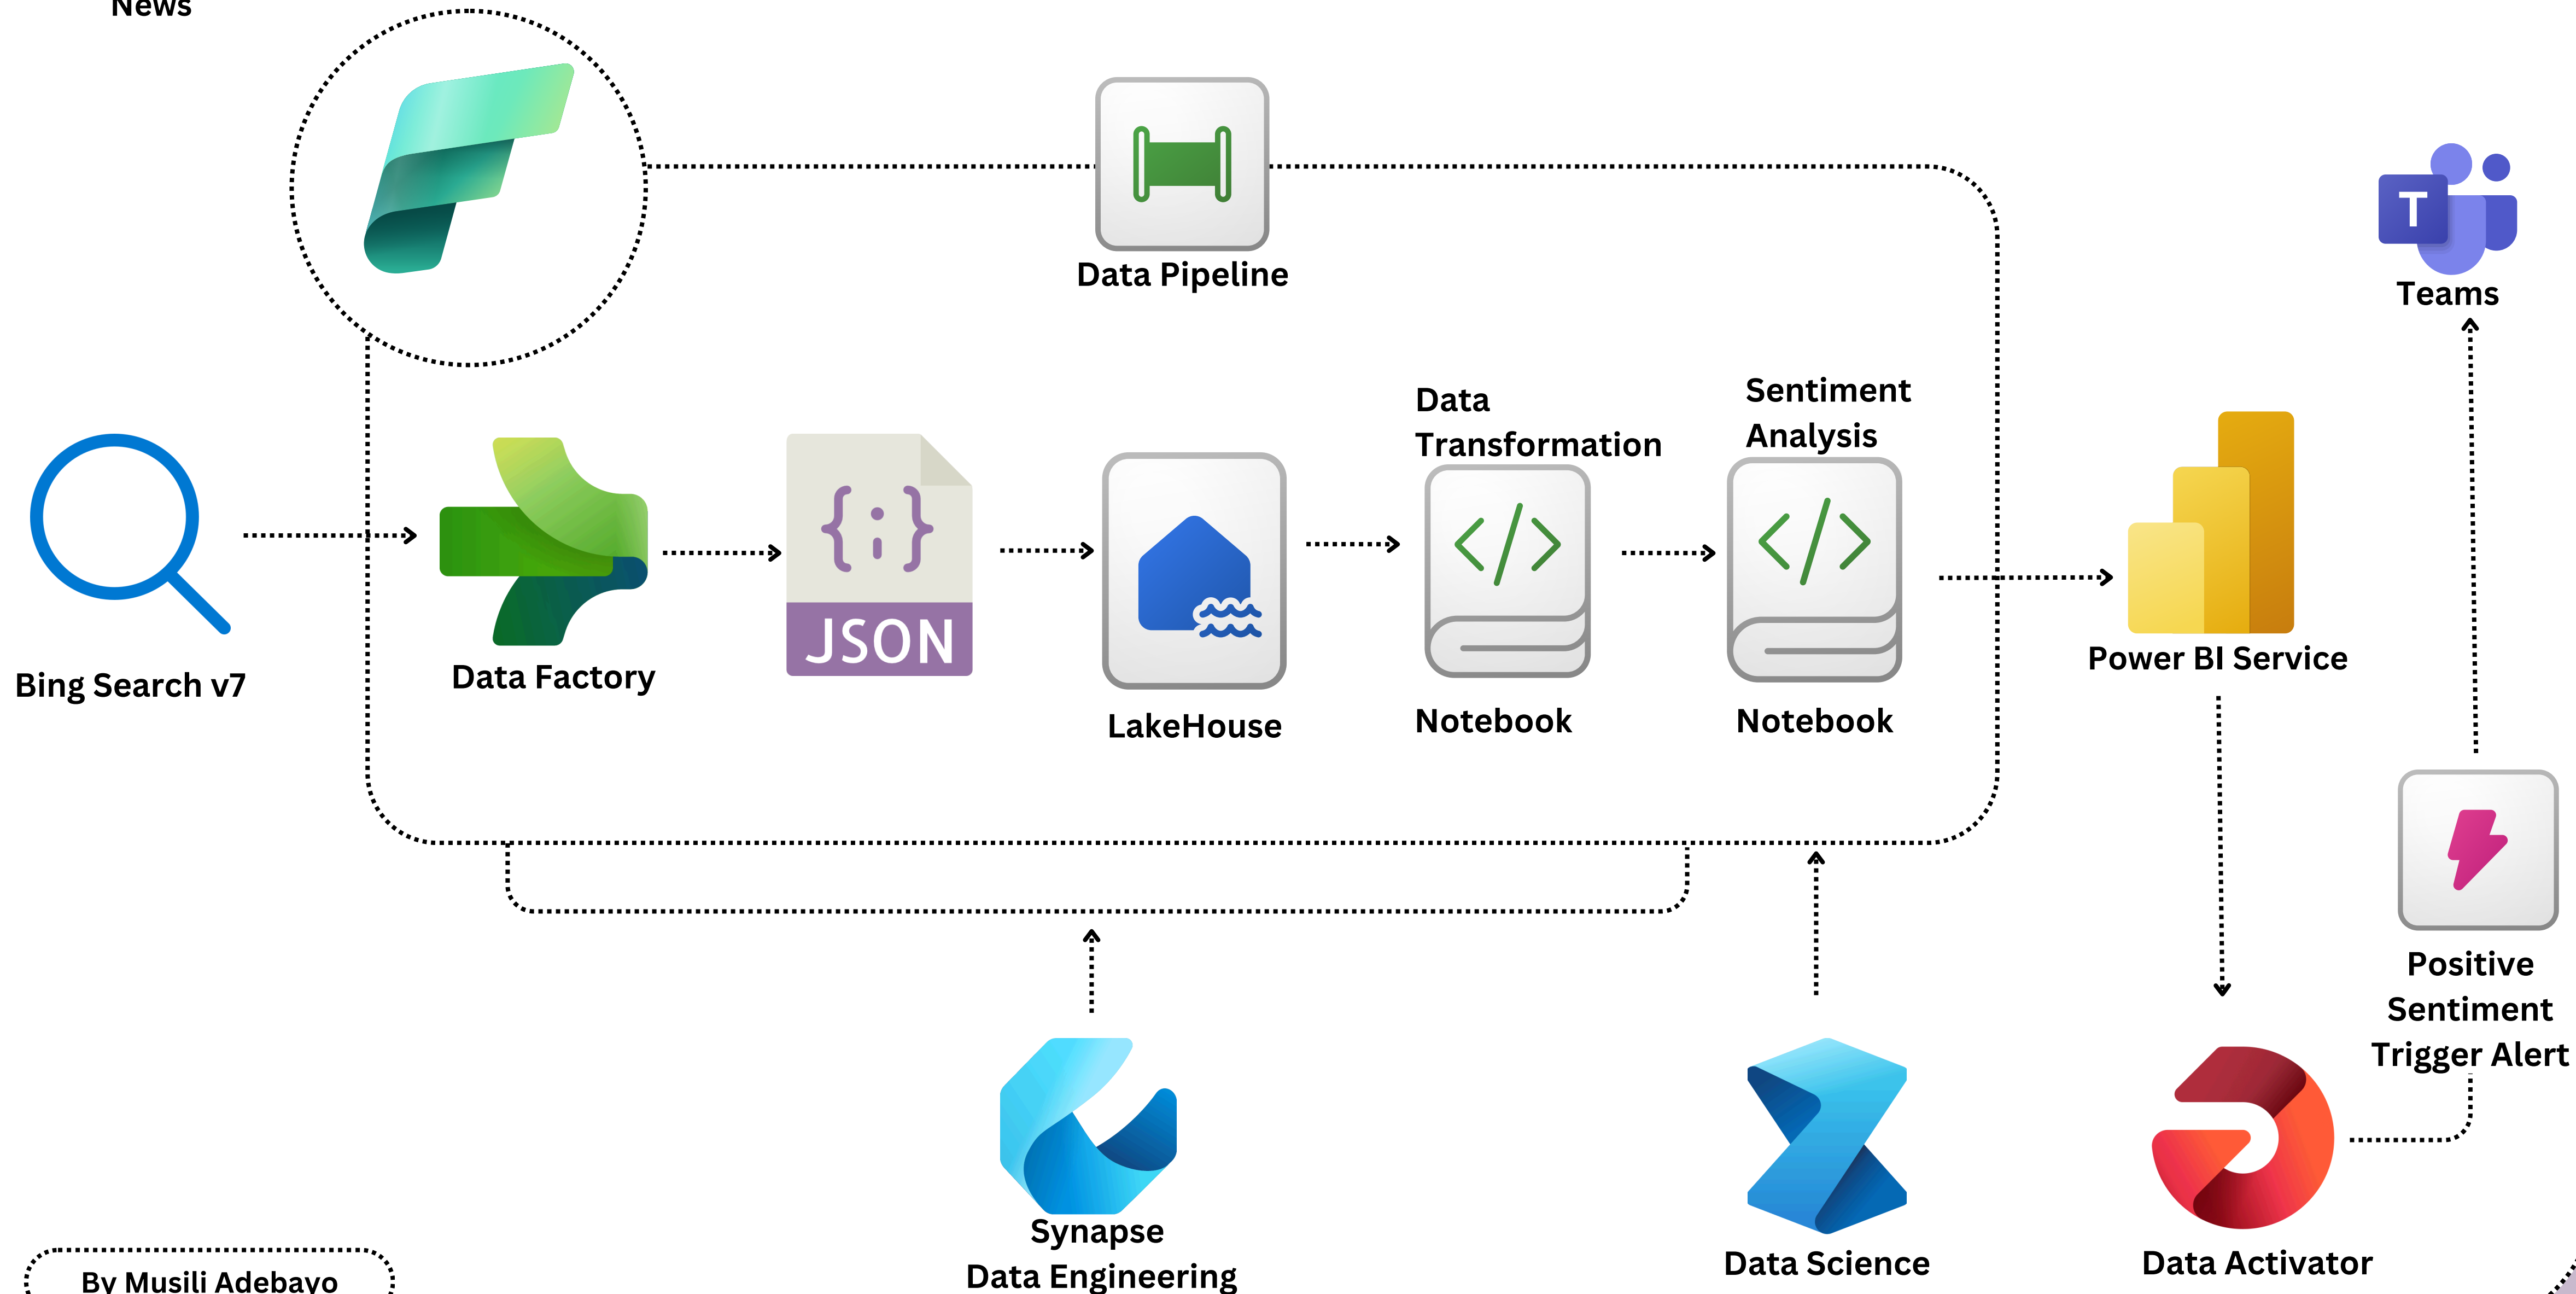 News
Data Pipeline
Teams
Data
Transformation
Sentiment
Analysis
JSON
Bing Search v7
Data Factory
LakeHouse
Notebook
Notebook
Power BI Service
Positive
Sentiment
Trigger Alert
Synapse
Data Engineering
Data Science
Data Activator
By Musili Adebayo
T